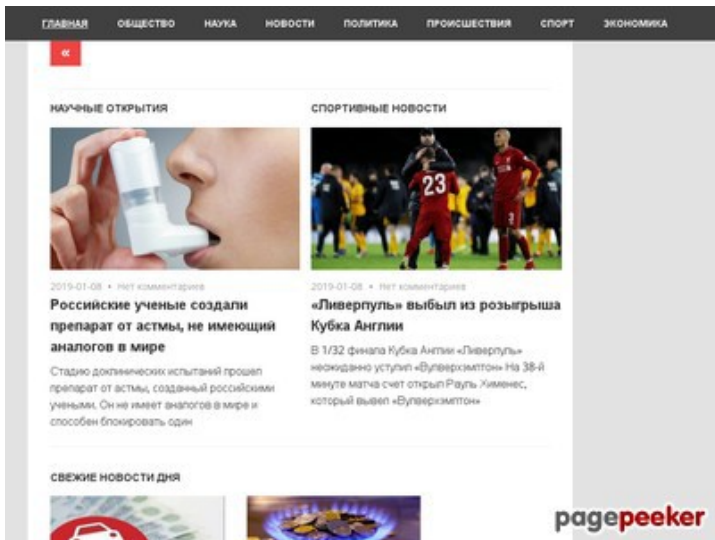 ГЛАВНАЯ ОБЩЕСТВО НАУКА НОВОСТИ ПОЛИТИКА ПРОИСШЕСТВИЯ СПОРТ ЭКОНОМИКА
«
НАУЧНЫЕ ОТКРЫТИЯ
2019-01-08 • Нет комментариев
Российские ученые создали
препарат от астмы, не имеющий
аналогов в мире
Стадию доклинических испытаний прошел
препарат от астмы, созданный российскими
учеными. Он не имеет аналогов в мире и
способен блокировать один
СПОРТИВНЫЕ НОВОСТИ
23
2019-01-08 • Нет комментариев
«Ливерпуль» выбыл из розыгрыша
Кубка Англии
В 1/32 финала Кубка Англии «Ливерпуль»
неожиданно уступил «Вулверхэмптон» На 38-й
минуте матча счет открыл Рауль Хименес,
который вывел «Вулверхэмптон»
СВЕЖИЕ НОВОСТИ ДНЯ
pagepeeker